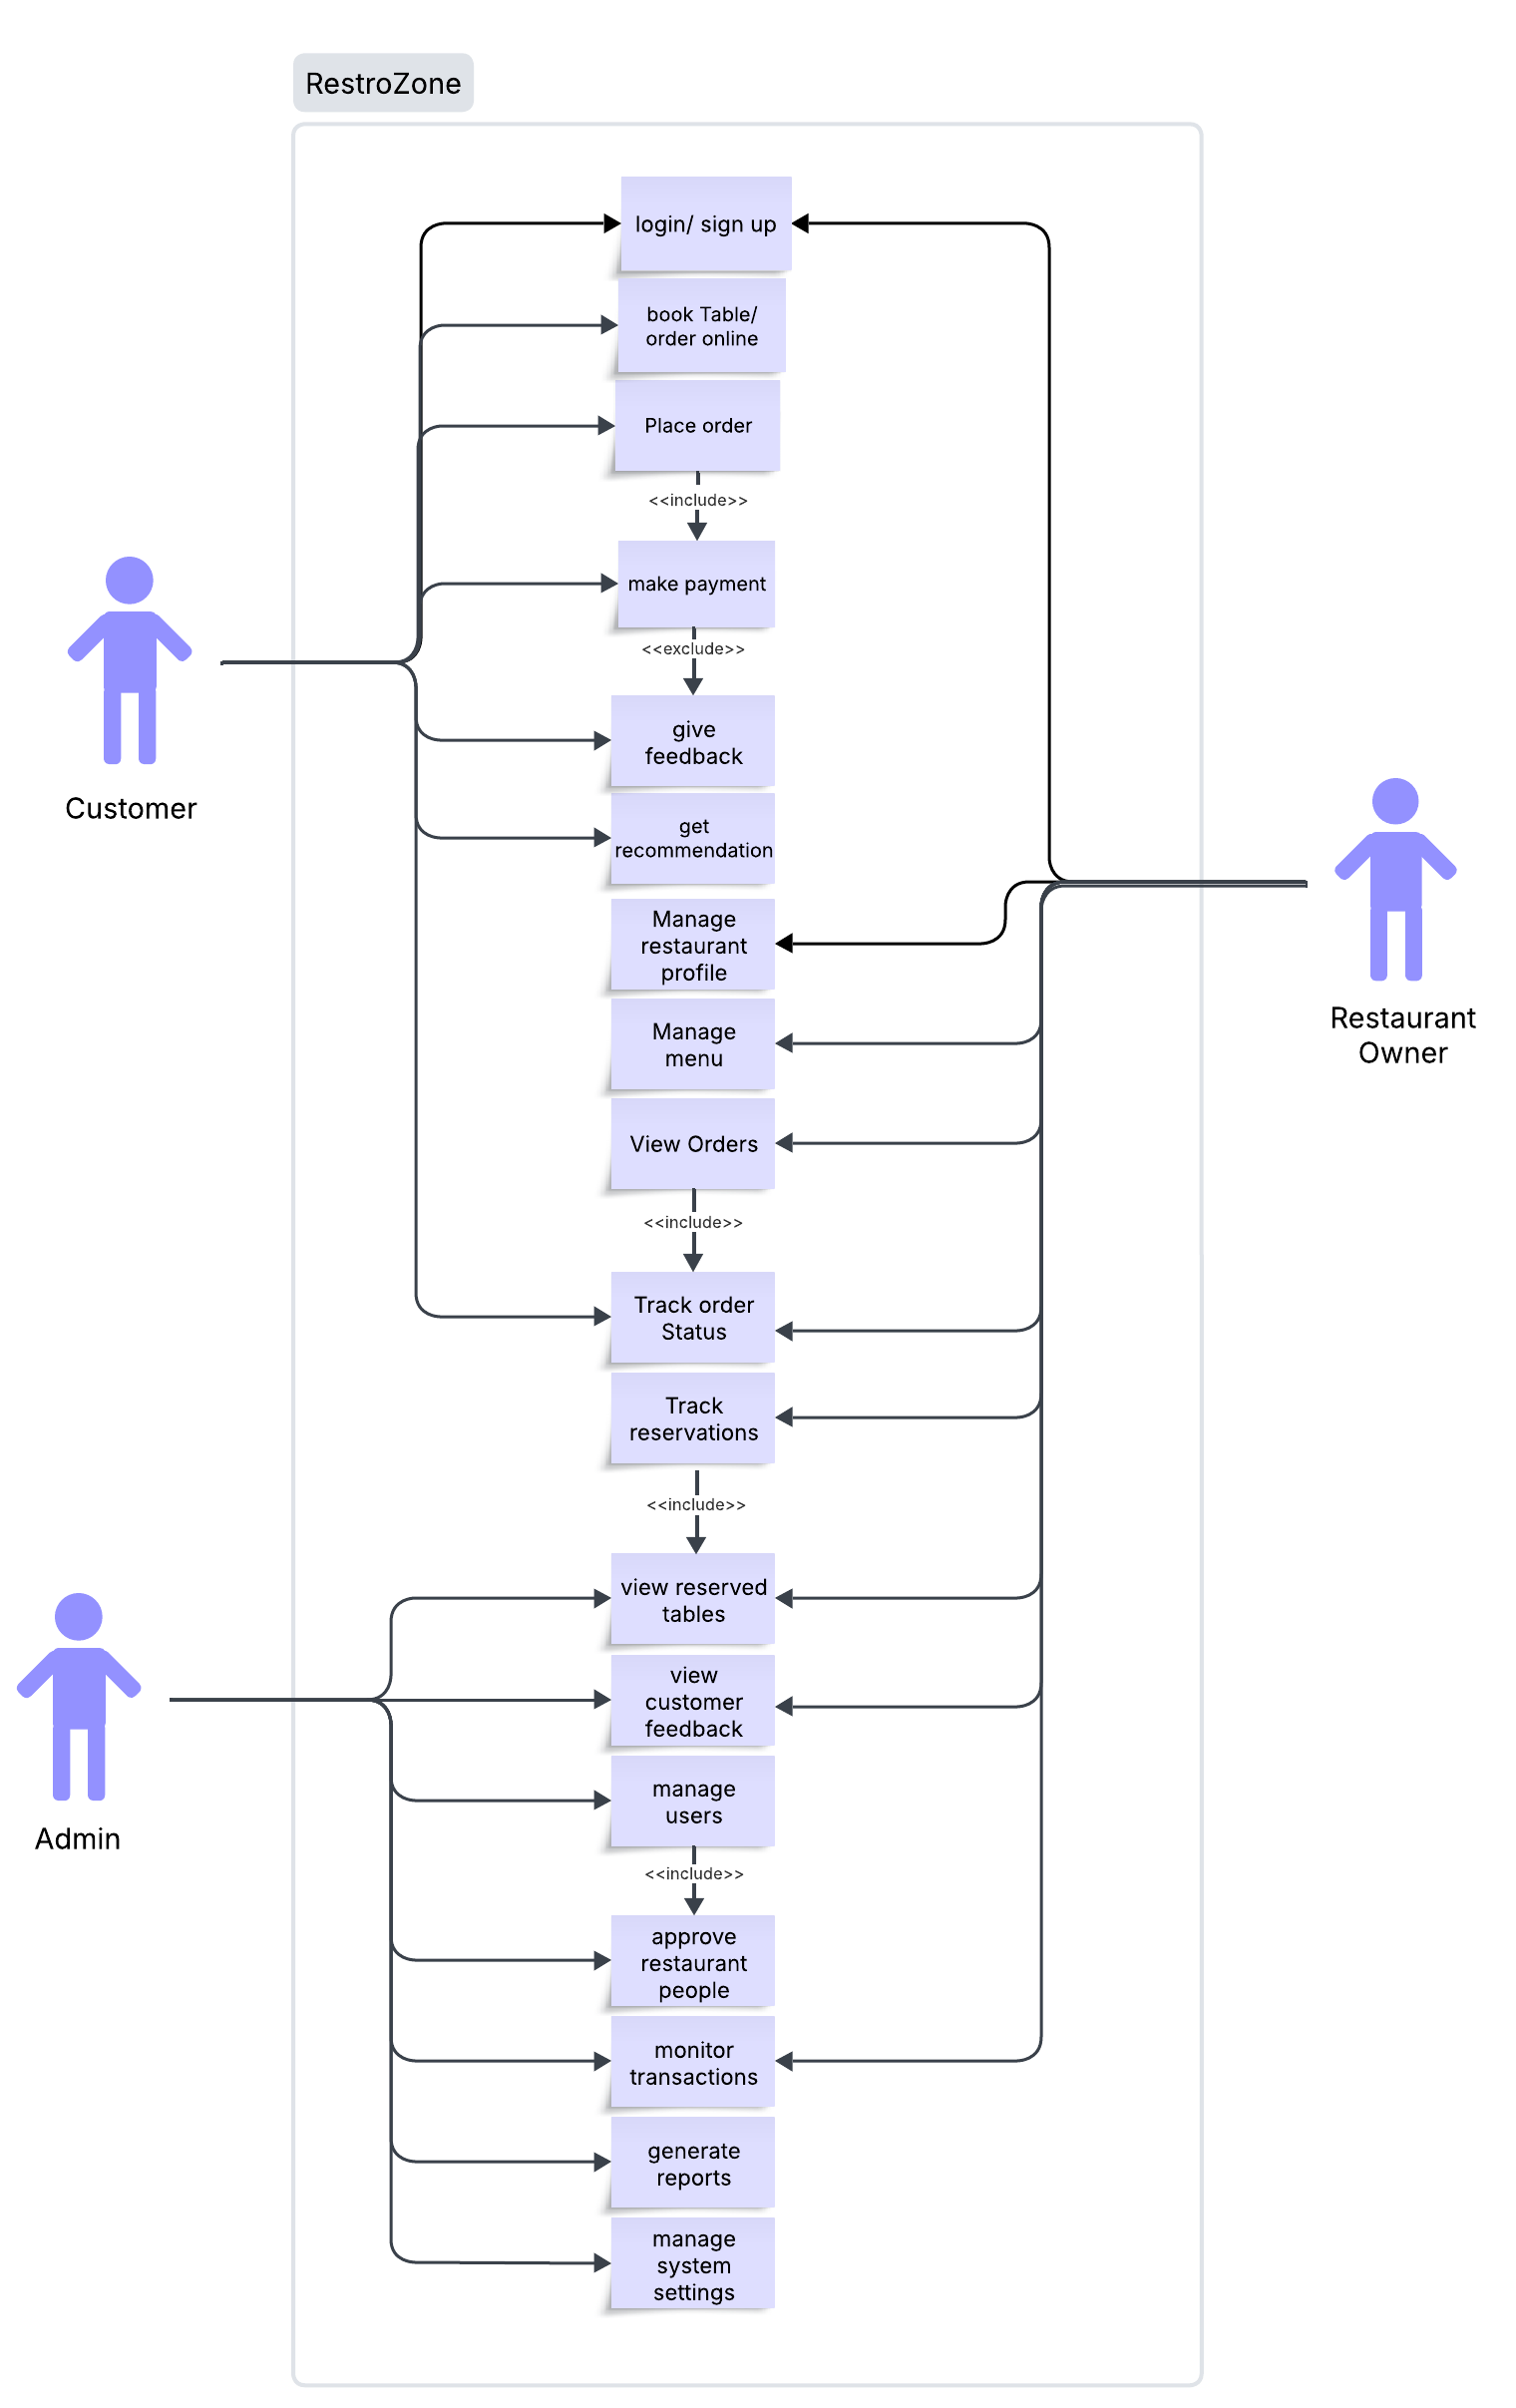 RestroZone
login/ sign up
book Table/
order online
Place order
<<include>>
make payment
<<exclude>>
give
feedback
get
recommendation
Customer
Manage
restaurant
profile
Manage
menu
Restaurant
Owner
View Orders
<<include>>
Track order
Status
Track
reservations
<<include>>
view reserved
tables
view
customer
feedback
manage
users
Admin
<<include>>
approve
restaurant
people
monitor
transactions
generate
reports
manage
system
settings